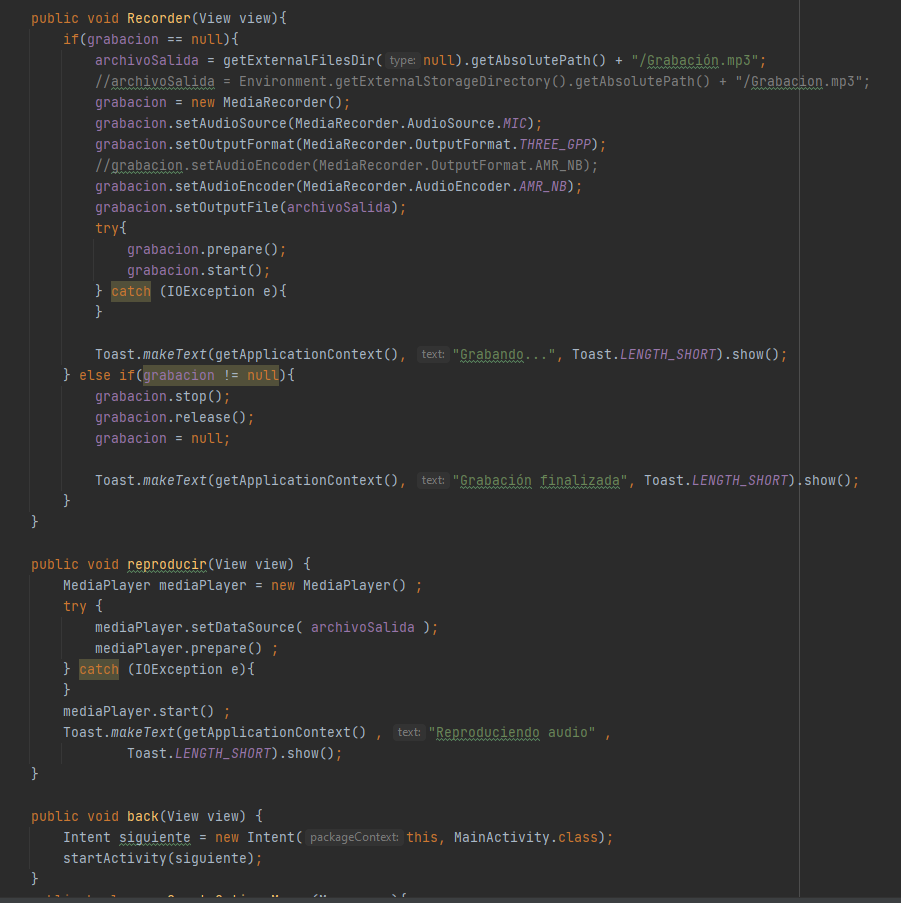 public void Recorder(View view){
if(grabacion == null){
archivoSalida = getExternalFilesDir( type: null).getAbsolutePath() + "/Grabación.mp3";
//archivoSalida = Environment.getExternalStorageDirectory().getAbsolutePath() + "/Grabacion.mp3";
grabacion = new MediaRecorder();
grabacion.setAudioSource(MediaRecorder.AudioSource.MIC);
grabacion.setOutputFormat(MediaRecorder.OutputFormat.THREE_GPP);
//grabacion.setAudioEncoder(MediaRecorder.OutputFormat.AMR_NB);
grabacion.setAudioEncoder(MediaRecorder.AudioEncoder.AMR_NB);
grabacion.setOutputFile(archivoSalida);
try{
grabacion.prepare();
grabacion.start();
} catch (IOException e){
}
Toast.makeText(getApplicationContext(), text: "Grabando...", Toast.LENGTH_SHORT).show();
} else if(grabacion != null){
grabacion.stop();
grabacion.release();
grabacion = null;
Toast.makeText(getApplicationContext(), text: "Grabación finalizada", Toast.LENGTH_SHORT).show();
}
}
public void reproducir(View view) {
MediaPlayer mediaPlayer = new MediaPlayer() ;
try {
mediaPlayer.setDataSource( archivoSalida );
mediaPlayer.prepare() ;
} catch (IOException e){
}
mediaPlayer.start() ;
Toast.makeText(getApplicationContext() , text: "Reproduciendo audio" ,
Toast.LENGTH_SHORT).show();
}
public void back(View view) {
Intent siguiente = new Intent( packageContext: this, MainActivity.class);
startActivity(siguiente);
}